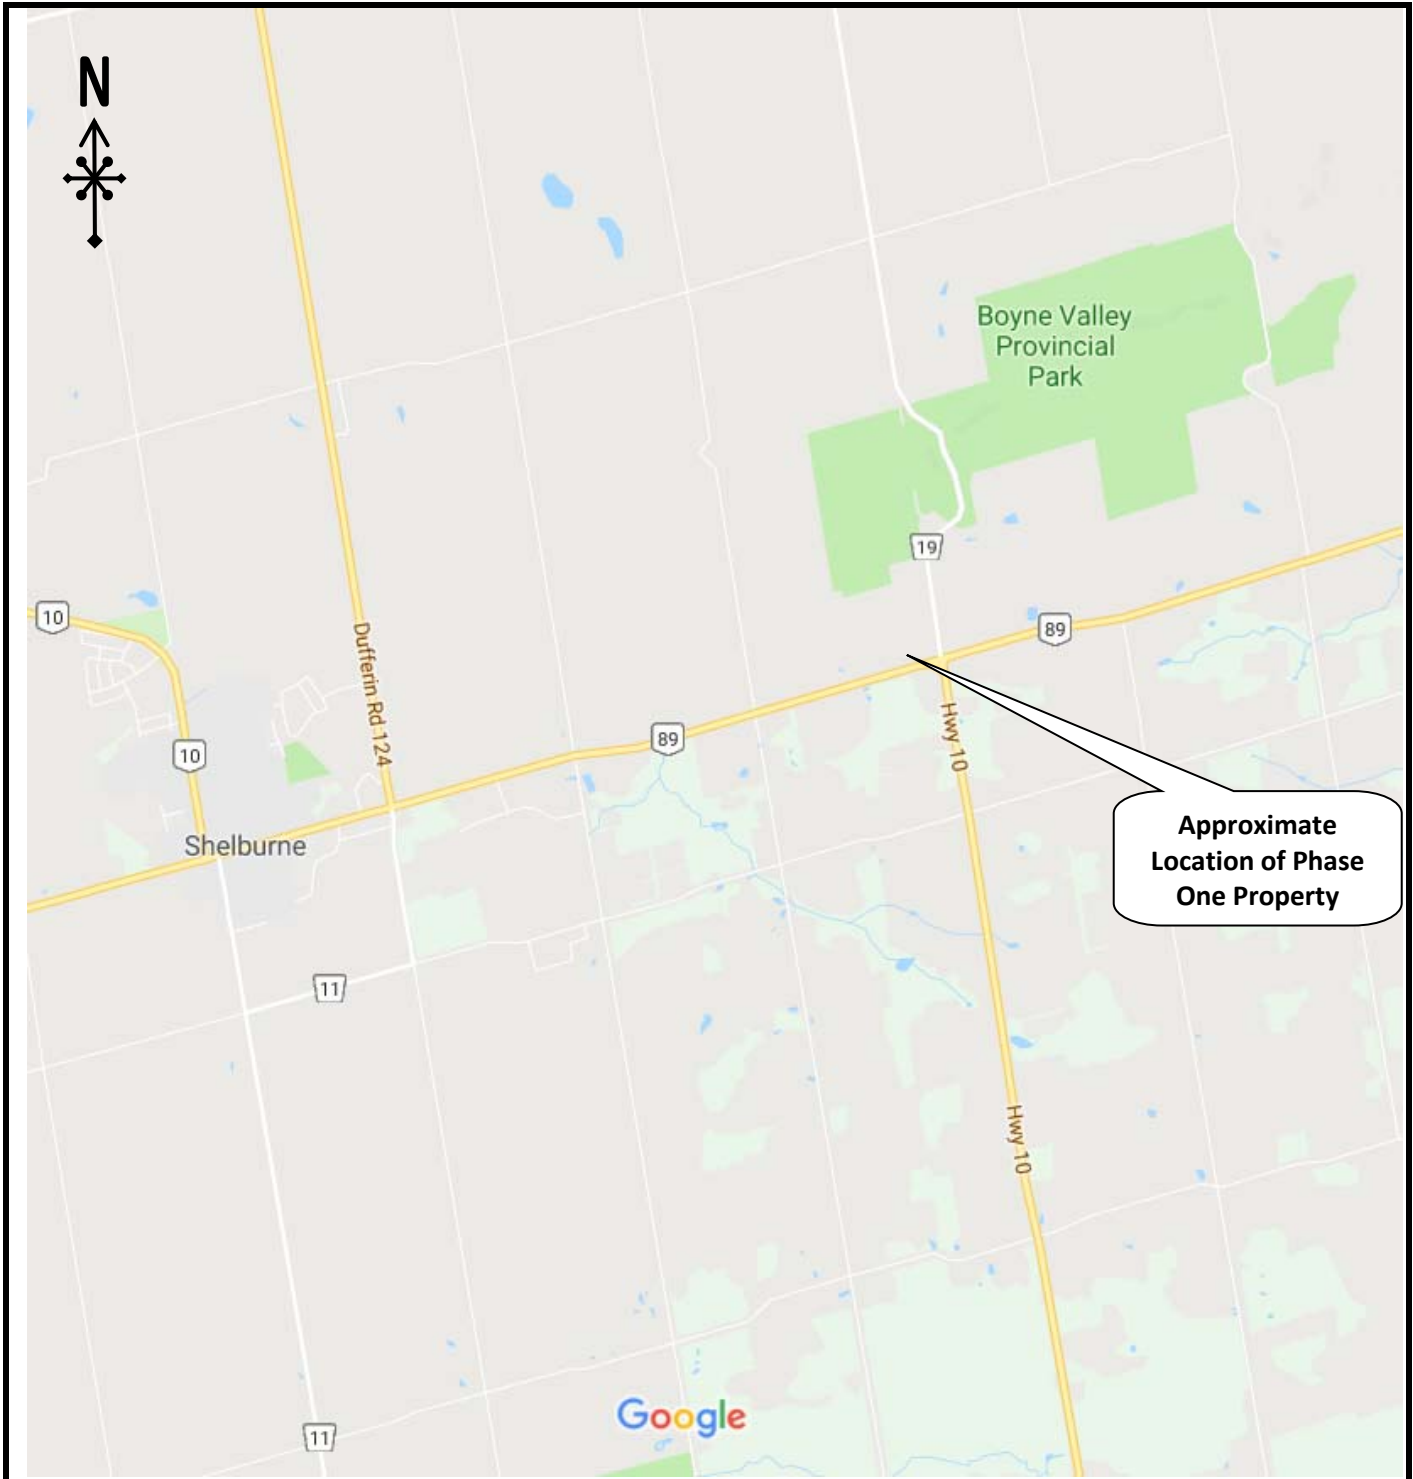 N
Boyne Valley
Provincial
Park
19
10
89
Dufferin Rd 124
89
Hwy 10
10
Approximate
Location of Phase
One Property
Shelburne
11
Hwy 10
Google
11